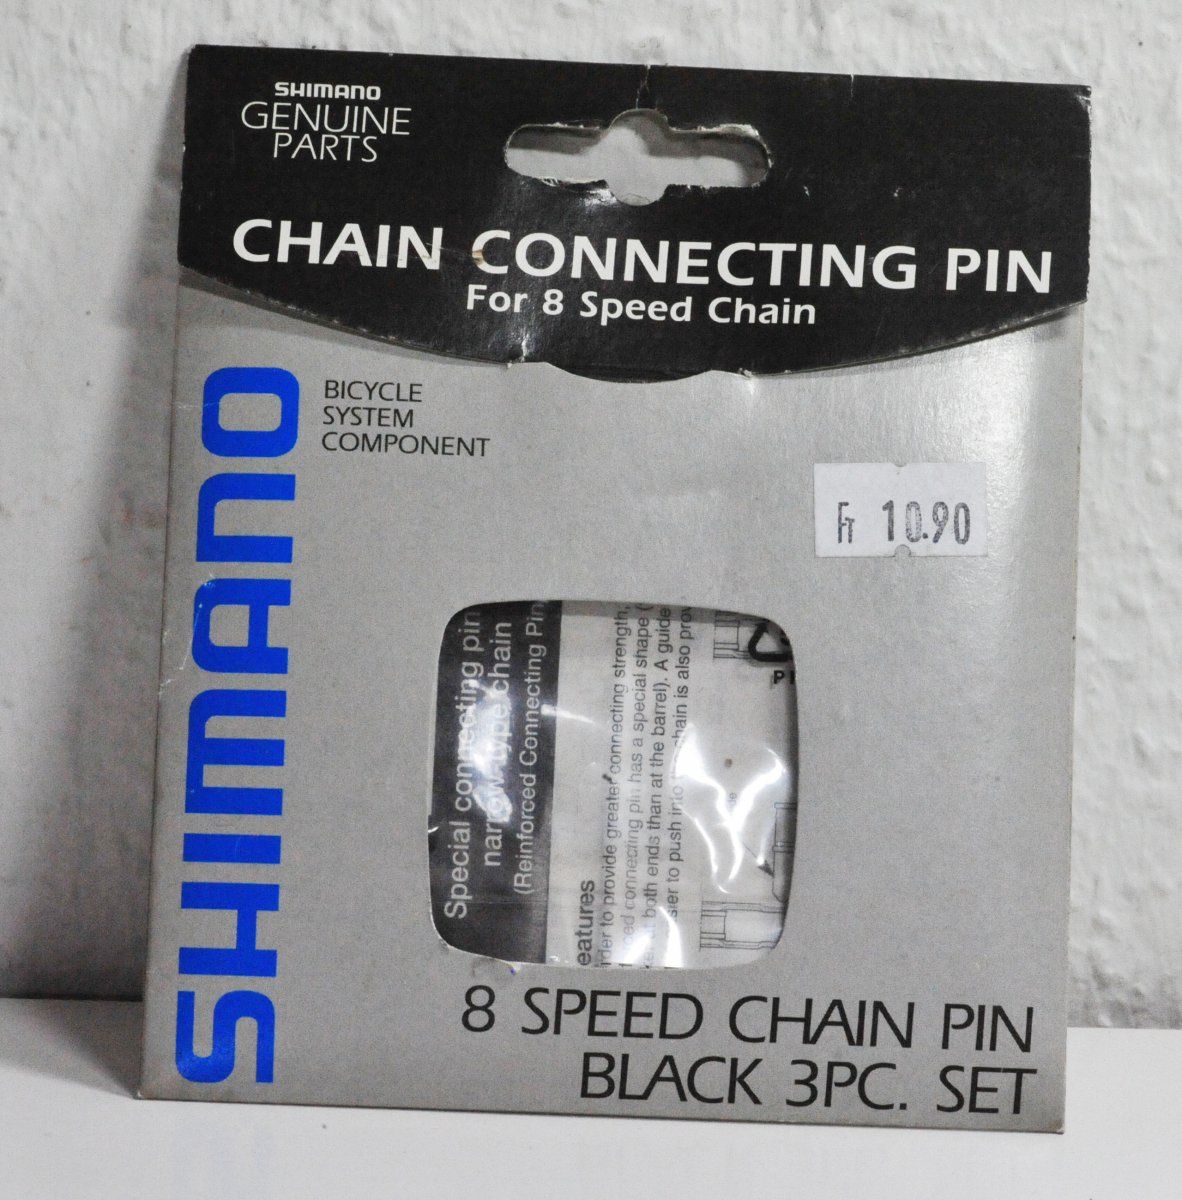 SHIMANO
GENUINE
PARTS
CHAIN CONNECTING PIN
For 8 Speed Chain
SHIMANO
BICYCLE
SYSTEM
COMPONENT
Fr 10.90
Special connecting pin
narrow type chain
(Reinforced Connecting Pin
eatures
rder to provide greater connecting strength,
connecting pin has a special shape (
at both ends than at the barrel). A guide
sier to push into chain is also prov
8 SPEED CHAIN PIN
BLACK 3PC. SET